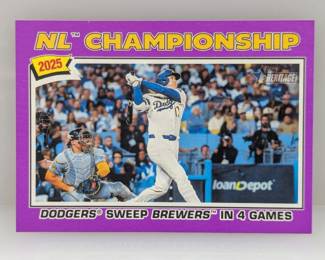 NL™ CHAMPIONSHIP
2025
HERITAGE
Dodgers
loanDepot
DODGERS® SWEEP BREWERS™ IN 4 GAMES